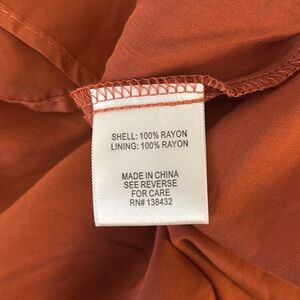 SHELL: 100% RAYON
LINING: 100% RAYON
MADE IN CHINA
SEE REVERSE
FOR CARE
RN# 138432